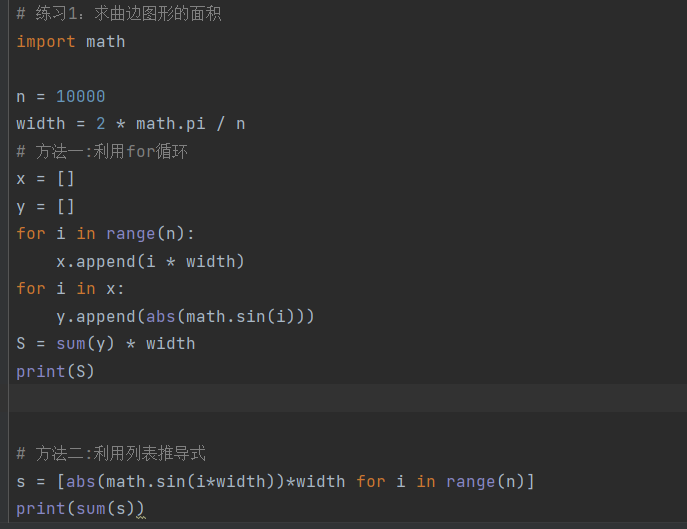 # 练习1：求曲边图形的面积
import math
n = 10000
width = 2 * math.pi / n
# 方法一:利用for循环
x = []
y = []
for i in range(n):
    x.append(i * width)
for i in x:
    y.append(abs(math.sin(i)))
S = sum(y) * width
print(S)
# 方法二:利用列表推导式
s = [abs(math.sin(i*width))*width for i in range(n)]
print(sum(s))